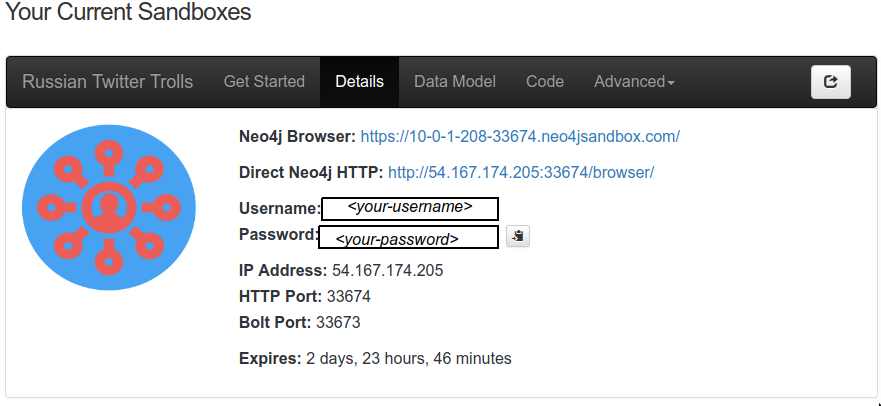 Your Current Sandboxes
Russian Twitter Trolls Get Started Details Data Model Code Advanced
Neo4j Browser: https://10-0-1-208-33674.neo4jsandbox.com/
Direct Neo4j HTTP: http://54.167.174.205:33674/browser/
Username: <your-username>
Password: <your-password>
IP Address: 54.167.174.205
HTTP Port: 33674
Bolt Port: 33673
Expires: 2 days, 23 hours, 46 minutes